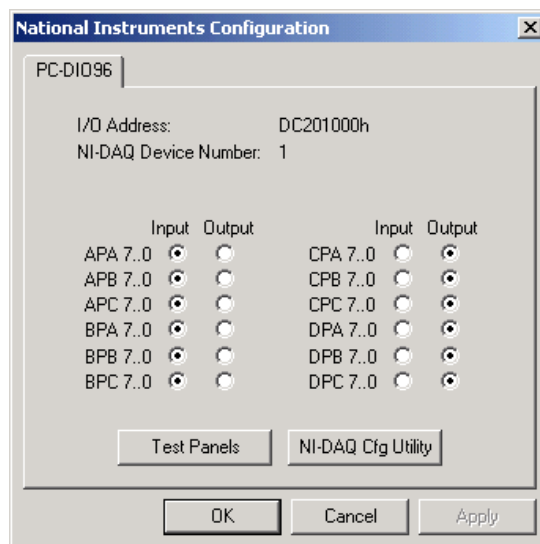 National Instruments Configuration
PC-DIO96
I/O Address: DC201000h
NI-DAQ Device Number: 1
Input Output Input Output
APA 7..0 CPA 7..0
APB 7..0 CPB 7..0
APC 7..0 CPC 7..0
BPA 7..0 DPA 7..0
BPB 7..0 DPB 7..0
BPC 7..0 DPC 7..0
Test Panels NI-DAQ Cfg Utility
OK Cancel Apply